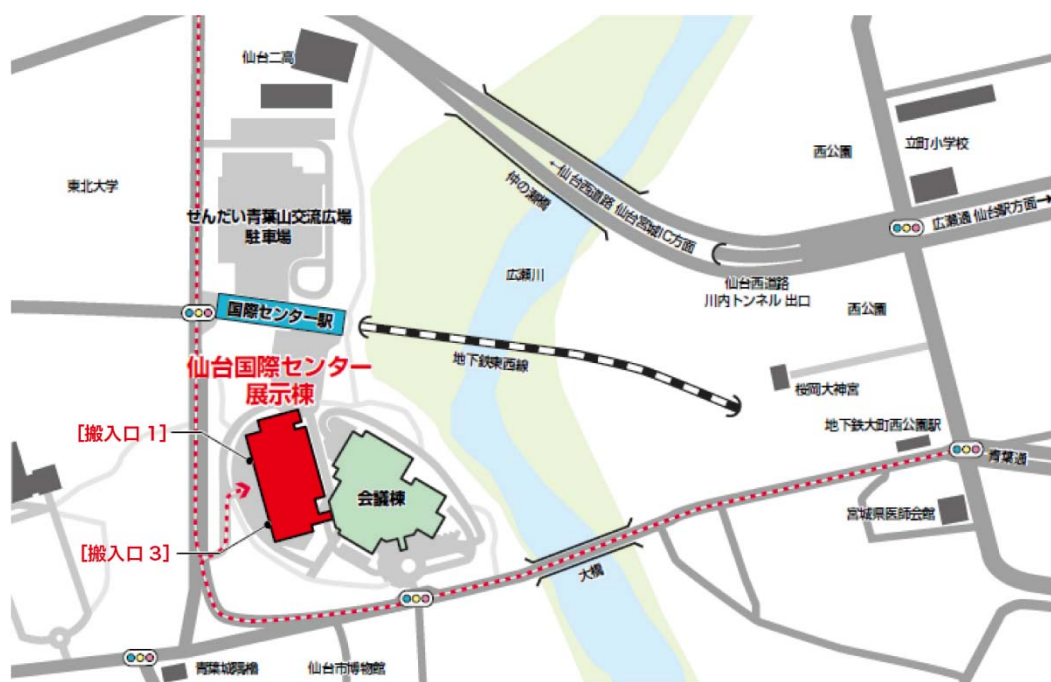 仙台二高
立町小学校
西公園
東北大学
←仙台西道路 仙台宮城IC方面
仲の瀬橋
せんだい青葉山交流広場
駐車場
広瀬通 仙台駅方面→
広瀬川
仙台西道路
川内トンネル 出口
国際センター駅
西公園
地下鉄東西線
仙台国際センター
展示棟
桜岡大神宮
[搬入口 1]
地下鉄大町西公園駅
青葉通
会議棟
宮城県医師会館
[搬入口 3]
大橋
青葉城隅櫓
仙台市博物館